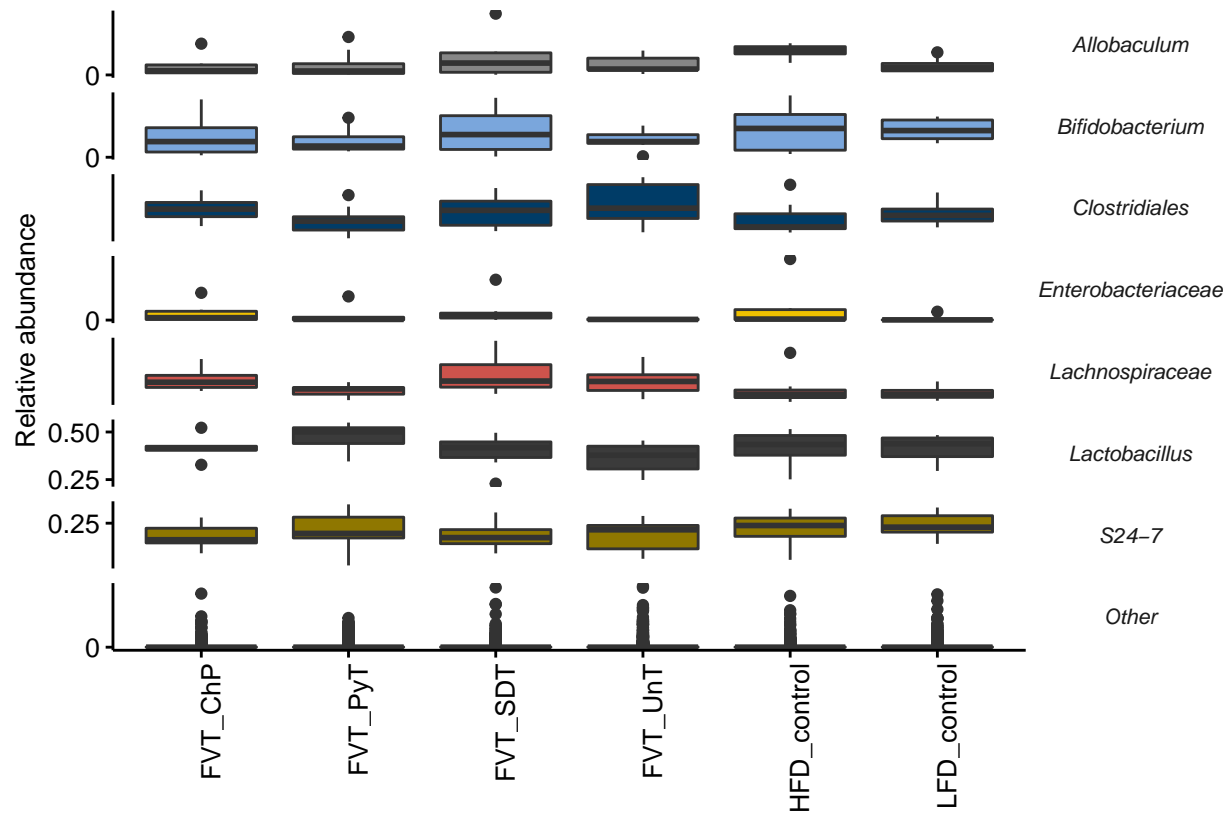 Relative abundance
0
Allobaculum
0
Bifidobacterium
Clostridiales
0
Enterobacteriaceae
Lachnospiraceae
0.50
0.25
Lactobacillus
0.25
S24−7
0
Other
FVT_ChP
FVT_PyT
FVT_SDT
FVT_UnT
HFD_control
LFD_control